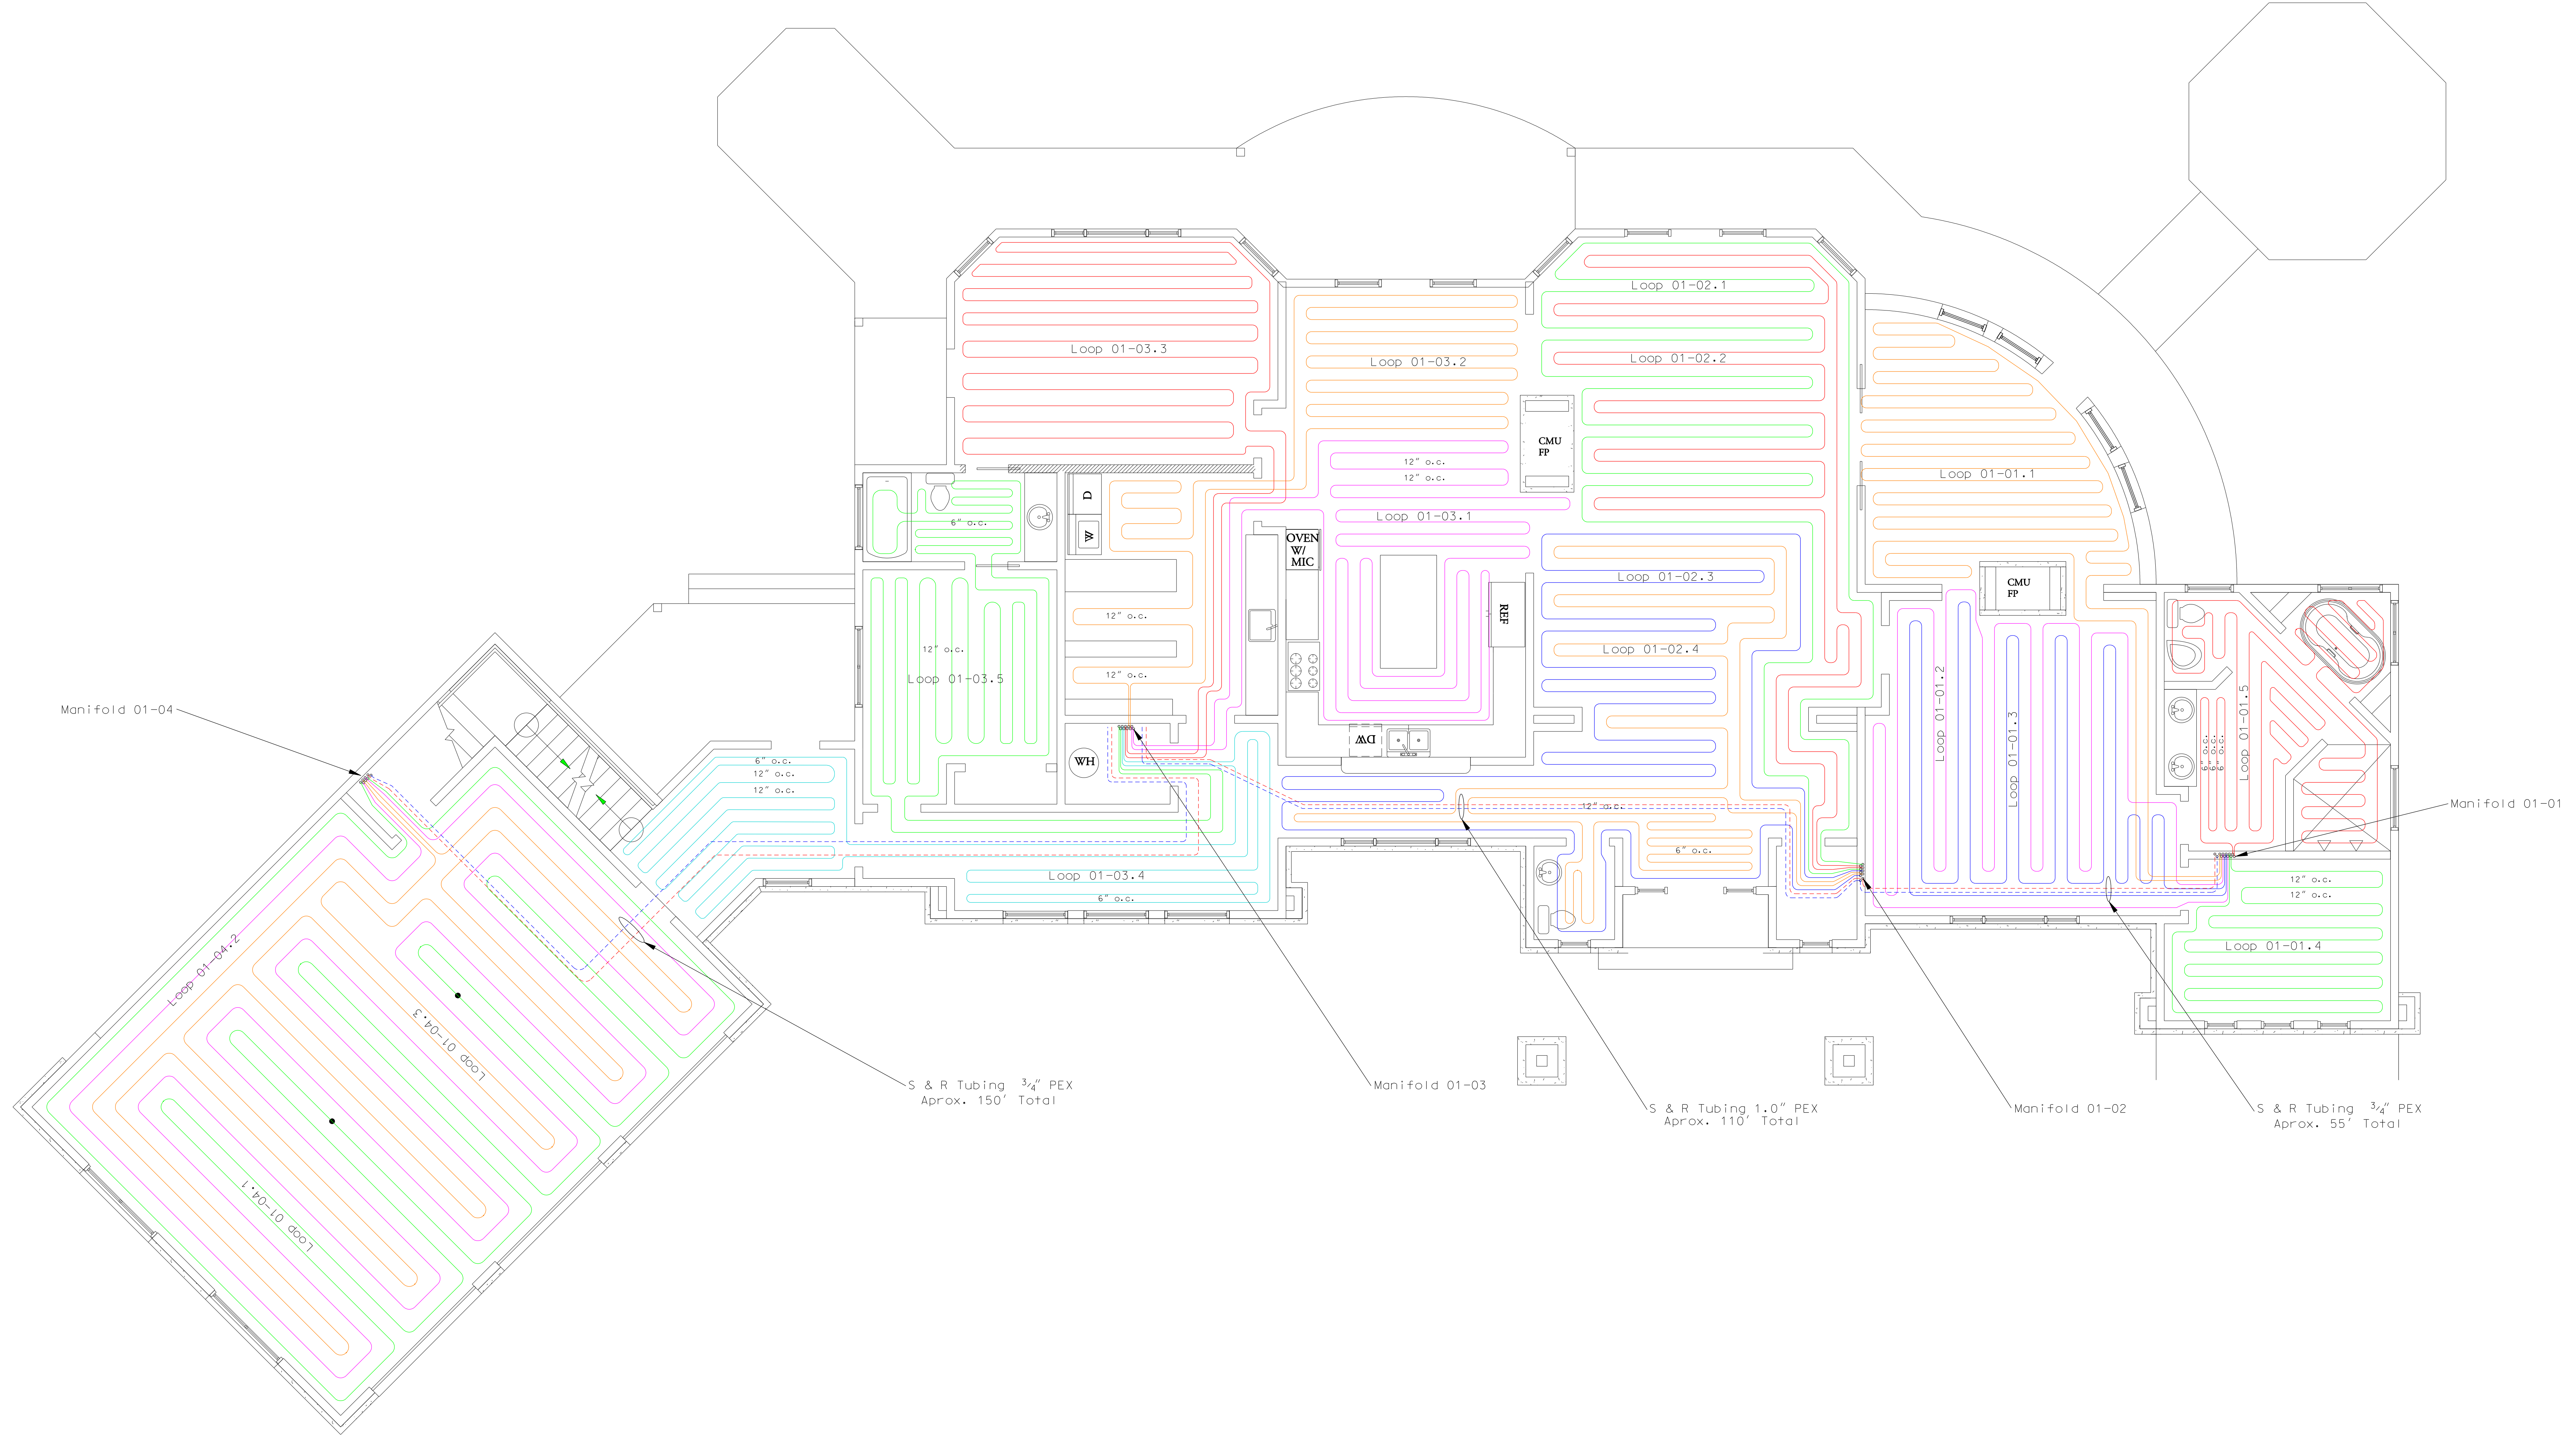 Loop 01-02.1
Loop 01-03.3
Loop 01-03.2
Loop 01-02.2
CMU
FP
12" o.c.
12" o.c.
Loop 01-01.1
D
W
6" o.c.
Loop 01-03.1
OVEN
W/
MIC
REF
Loop 01-02.3
CMU
FP
12" o.c.
12" o.c.
Loop 01-03.5
12" o.c.
Loop 01-02.4
Loop 01-01.2
Loop 01-01.3
Loop 01-01.5
6" o.c.
6" o.c.
6" o.c.
Manifold 01-04
DW
WH
6" o.c.
12" o.c.
12" o.c.
12" o.c.
Manifold 01-01
6" o.c.
Loop 01-03.4
6" o.c.
12" o.c.
12" o.c.
Loop 01-01.4
Loop 01-04.2
Loop 01-04.3
Loop 01-04.1
S & R Tubing 3/4" PEX
Aprox. 150' Total
Manifold 01-03
S & R Tubing 1.0" PEX
Aprox. 110' Total
Manifold 01-02
S & R Tubing 3/4" PEX
Aprox. 55' Total